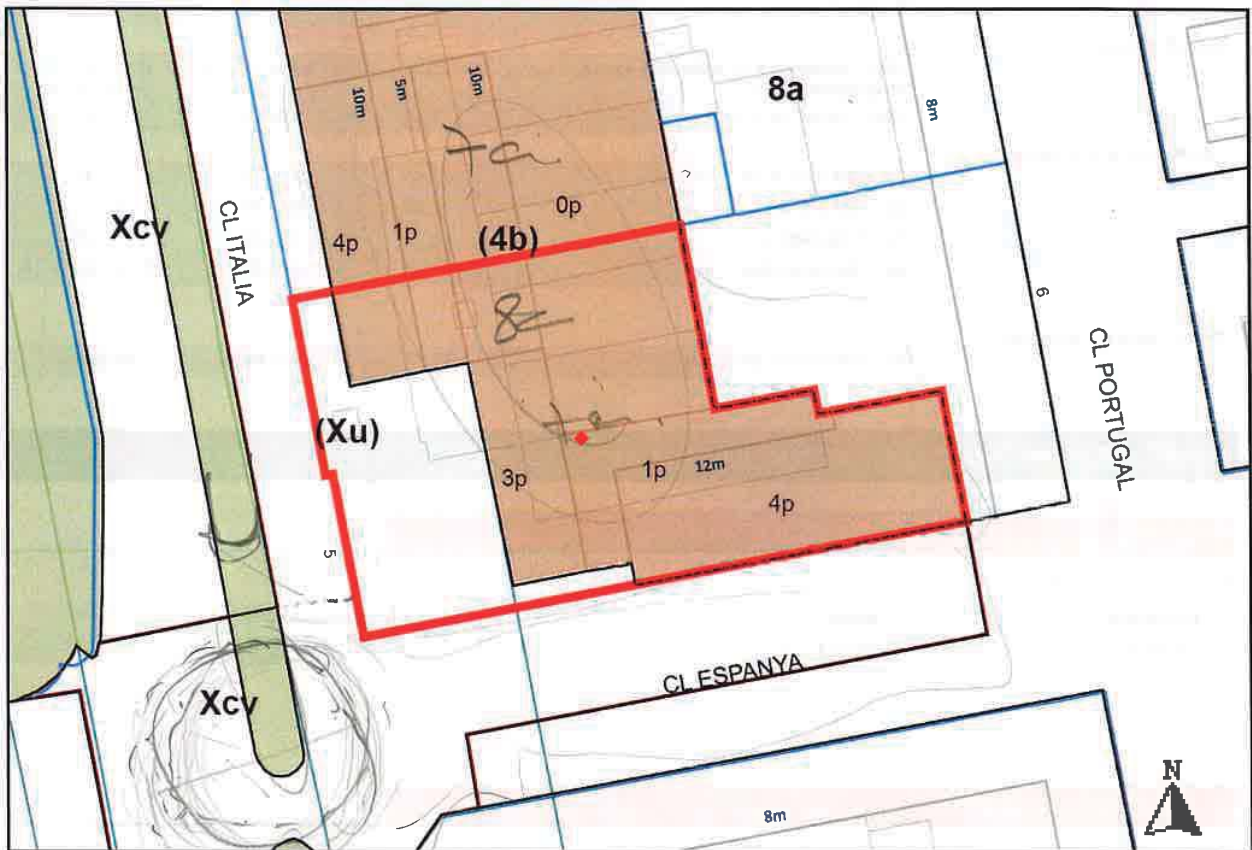 8a
8m
10m
5m
10m
Xcv
CL ITALIA
0p
4p
1p
(4b)
6
CL PORTUGAL
(Xu)
3p
1p
12m
4p
5
CL ESPANYA
Xcv
N
8m